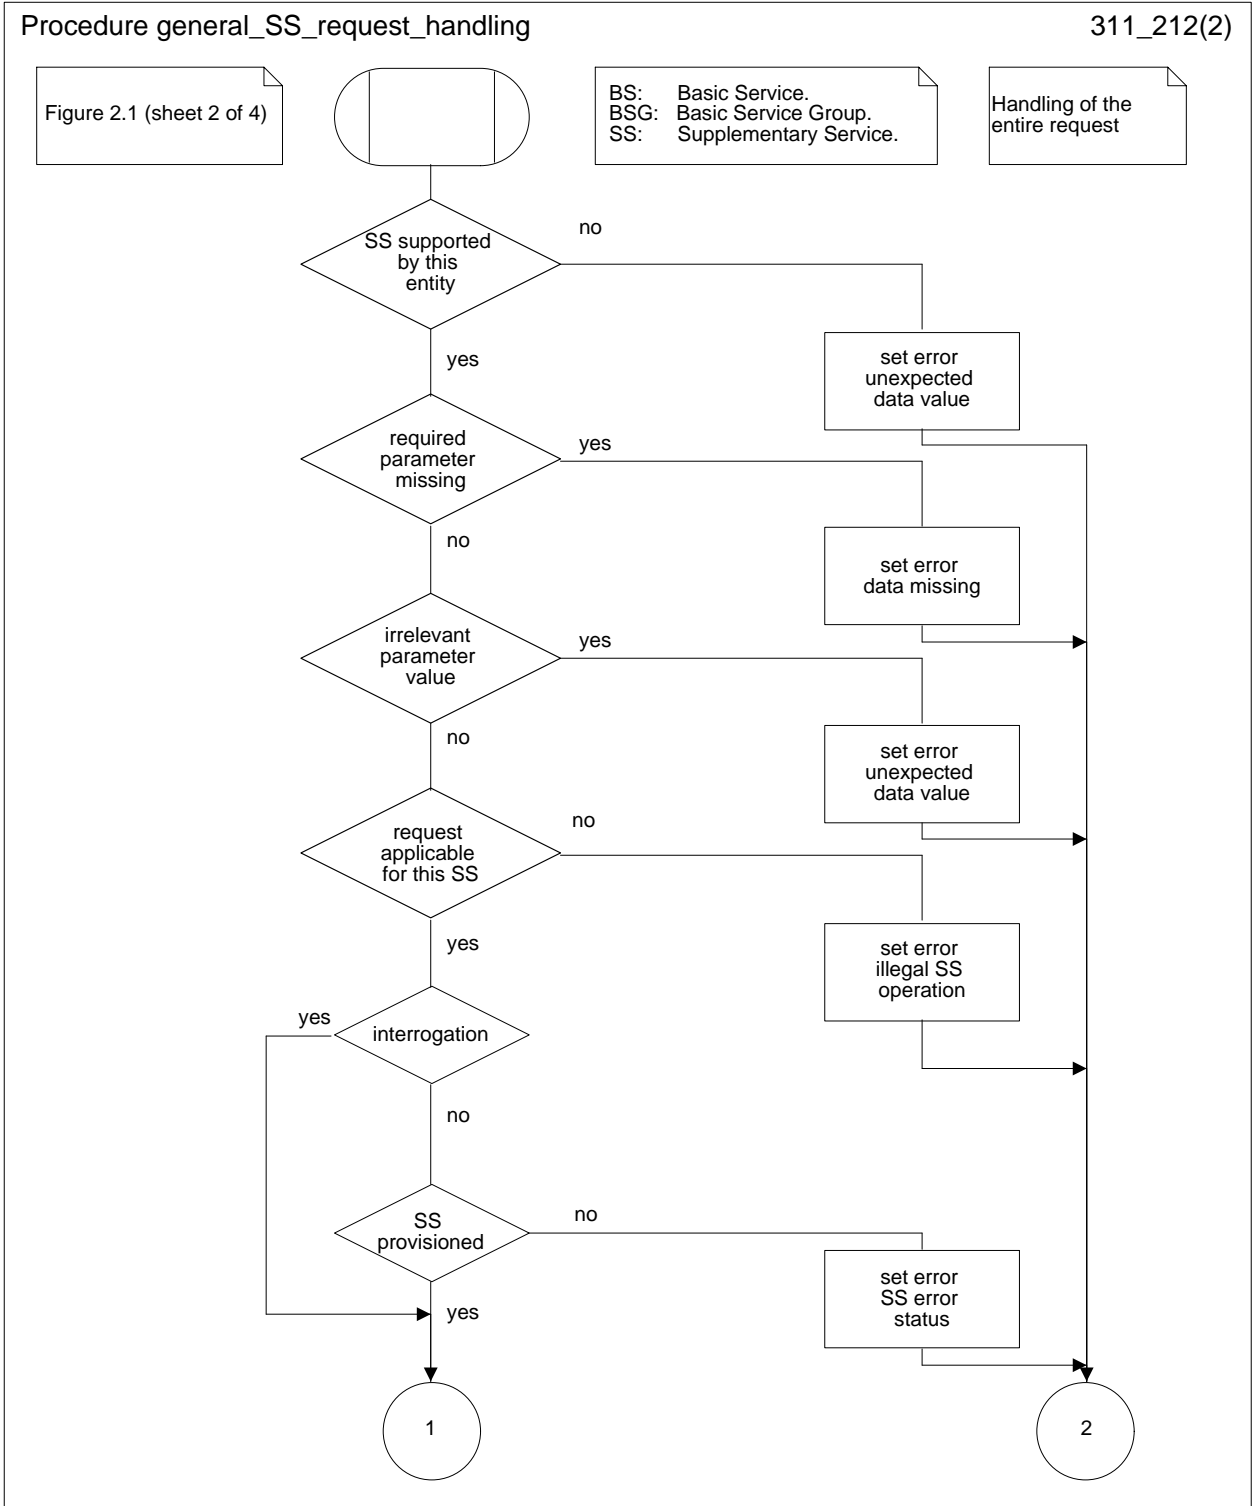 Procedure general_SS_request_handling
311_212(2)
Figure 2.1 (sheet 2 of 4)
BS: Basic Service.
BSG: Basic Service Group.
SS: Supplementary Service.
Handling of the
entire request
SS supported
by this
entity
no
yes
set error
unexpected
data value
required
parameter
missing
yes
no
set error
data missing
irrelevant
parameter
value
yes
no
set error
unexpected
data value
request
applicable
for this SS
no
yes
set error
illegal SS
operation
yes
interrogation
no
SS
provisioned
no
yes
set error
SS error
status
1
2